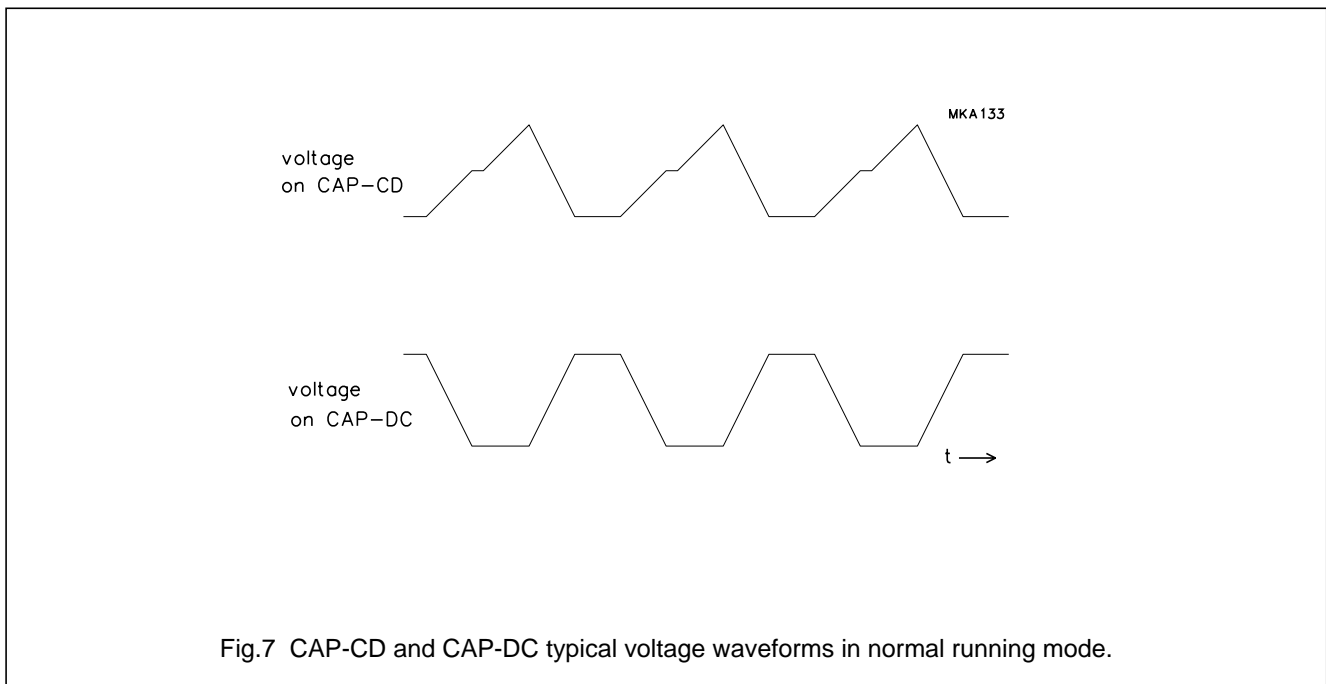 MKA133
voltage
on CAP-CD
voltage
on CAP-DC
t
Fig.7 CAP-CD and CAP-DC typical voltage waveforms in normal running mode.